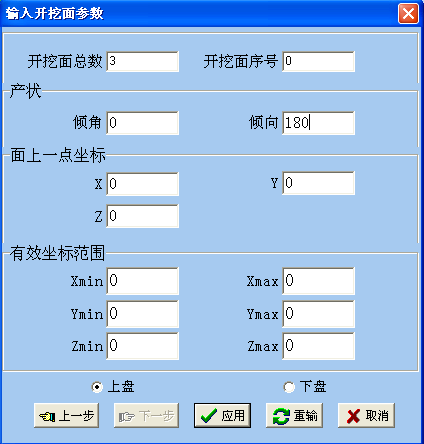 输入开挖面参数
开挖面总数 3 开挖面序号 0
产状
倾角 0 倾向 180
面上一点坐标
X 0 Y 0
Z 0
有效坐标范围
Xmin 0 Xmax 0
Ymin 0 Ymax 0
Zmin 0 Zmax 0
上盘 下盘
上一步 下一步 应用 重输 取消